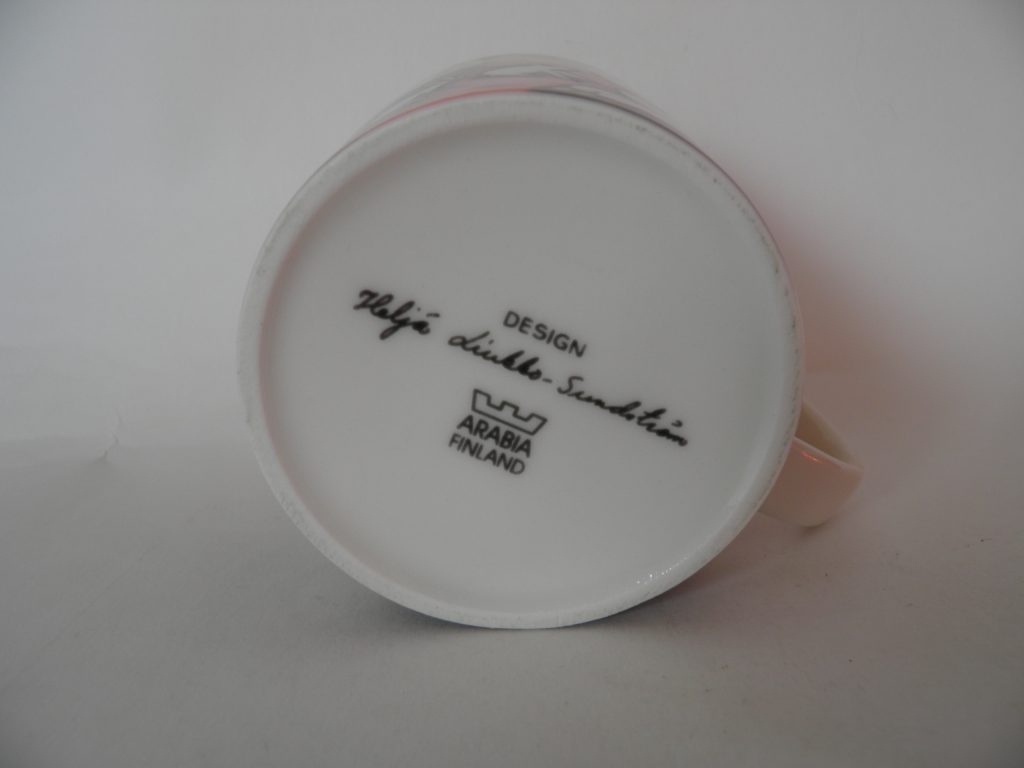 DESIGN
Heljä Liukko-Sundström
ARABIA
FINLAND